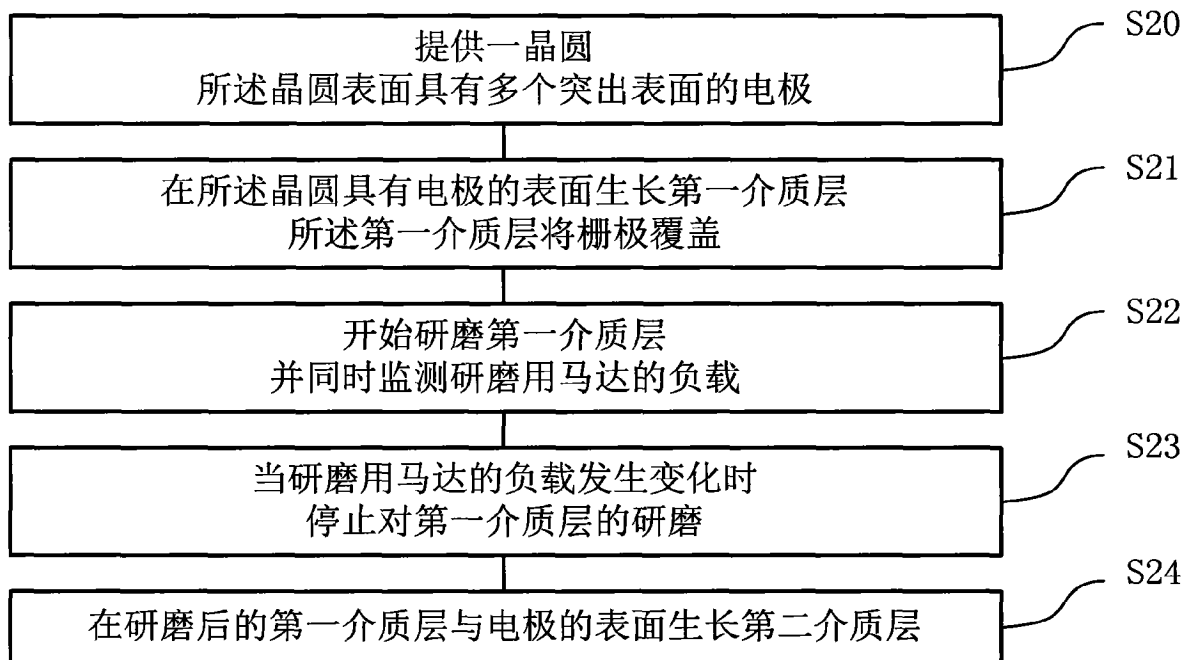 提供一晶圆
所述晶圆表面具有多个突出表面的电极
S20
在所述晶圆具有电极的表面生长第一介质层
所述第一介质层将栅极覆盖
S21
开始研磨第一介质层
并同时监测研磨用马达的负载
S22
当研磨用马达的负载发生变化时
停止对第一介质层的研磨
S23
在研磨后的第一介质层与电极的表面生长第二介质层
S24